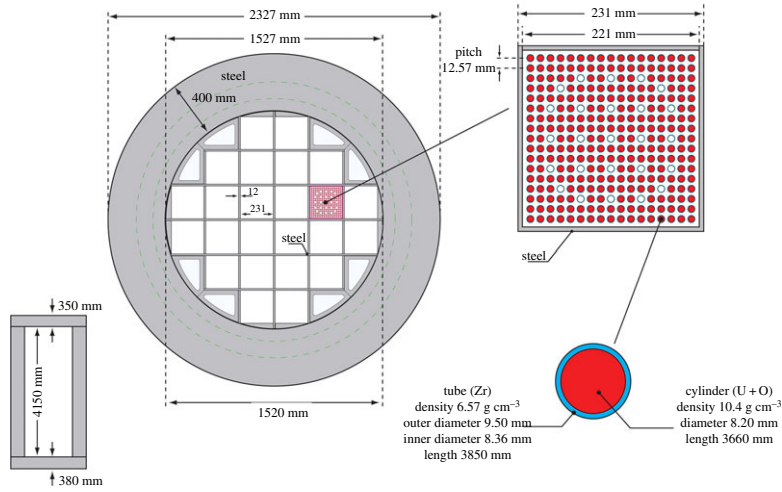 2327 mm
1527 mm
steel
400 mm
12
231
steel
1520 mm
350 mm
4150 mm
380 mm
231 mm
221 mm
pitch
12.57 mm
steel
tube (Zr)
density 6.57 g cm⁻³
outer diameter 9.50 mm
inner diameter 8.36 mm
length 3850 mm
cylinder (U + O)
density 10.4 g cm⁻³
diameter 8.20 mm
length 3660 mm